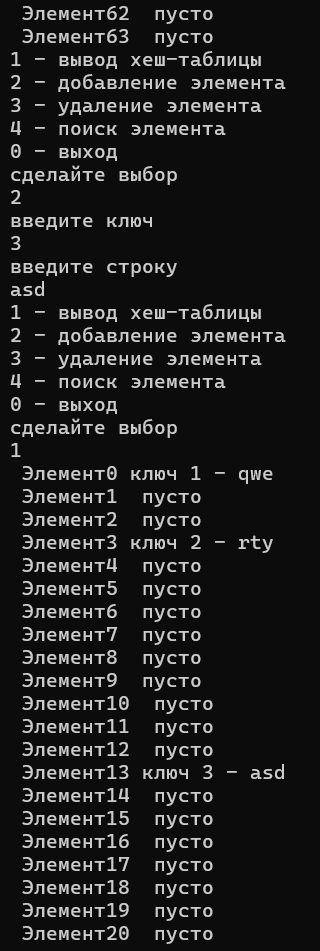 Элемент62  пусто
Элемент63  пусто
1 - вывод хеш-таблицы
2 - добавление элемента
3 - удаление элемента
4 - поиск элемента
0 - выход
сделайте выбор
2
введите ключ
3
введите строку
asd
1 - вывод хеш-таблицы
2 - добавление элемента
3 - удаление элемента
4 - поиск элемента
0 - выход
сделайте выбор
1
Элемент0 ключ 1 - qwe
Элемент1  пусто
Элемент2  пусто
Элемент3 ключ 2 - rty
Элемент4  пусто
Элемент5  пусто
Элемент6  пусто
Элемент7  пусто
Элемент8  пусто
Элемент9  пусто
Элемент10  пусто
Элемент11  пусто
Элемент12  пусто
Элемент13 ключ 3 - asd
Элемент14  пусто
Элемент15  пусто
Элемент16  пусто
Элемент17  пусто
Элемент18  пусто
Элемент19  пусто
Элемент20  пусто